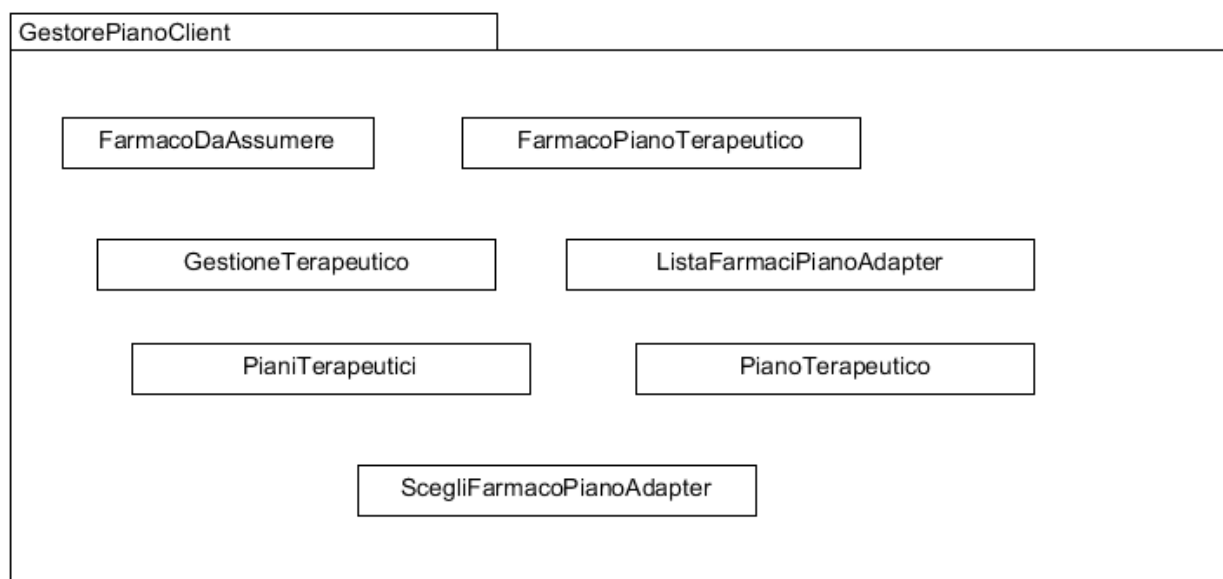 GestorePianoClient
FarmacoDaAssumere
FarmacoPianoTerapeutico
GestioneTerapeutico
ListaFarmaciPianoAdapter
PianiTerapeutici
PianoTerapeutico
ScegliFarmacoPianoAdapter